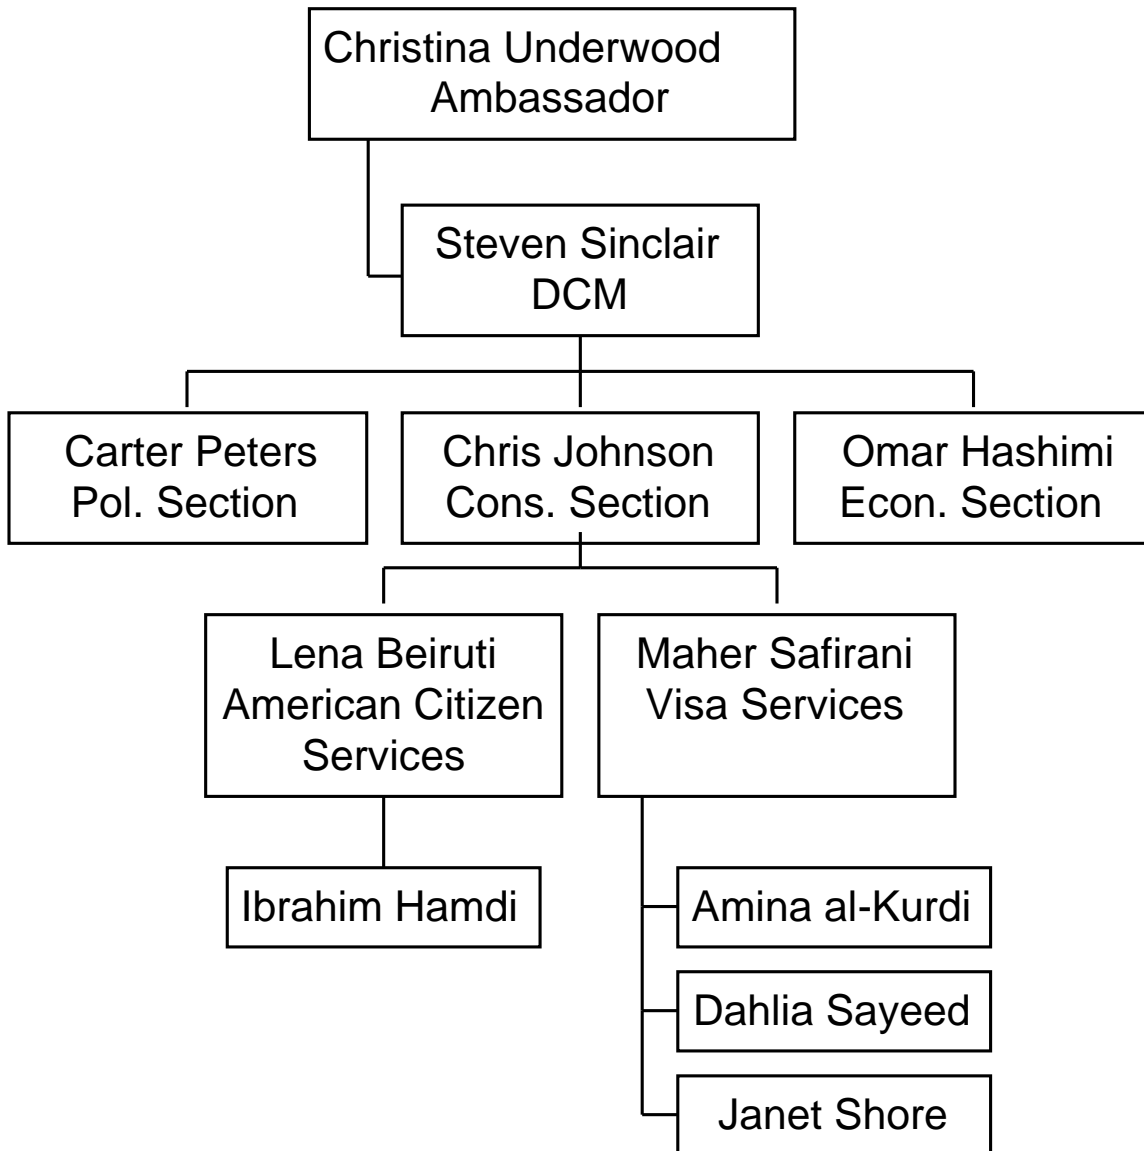 Christina Underwood
Ambassador
Steven Sinclair
DCM
Carter Peters
Pol. Section
Chris Johnson
Cons. Section
Omar Hashimi
Econ. Section
Lena Beiruti
American Citizen
Services
Maher Safirani
Visa Services
Ibrahim Hamdi
Amina al-Kurdi
Dahlia Sayeed
Janet Shore